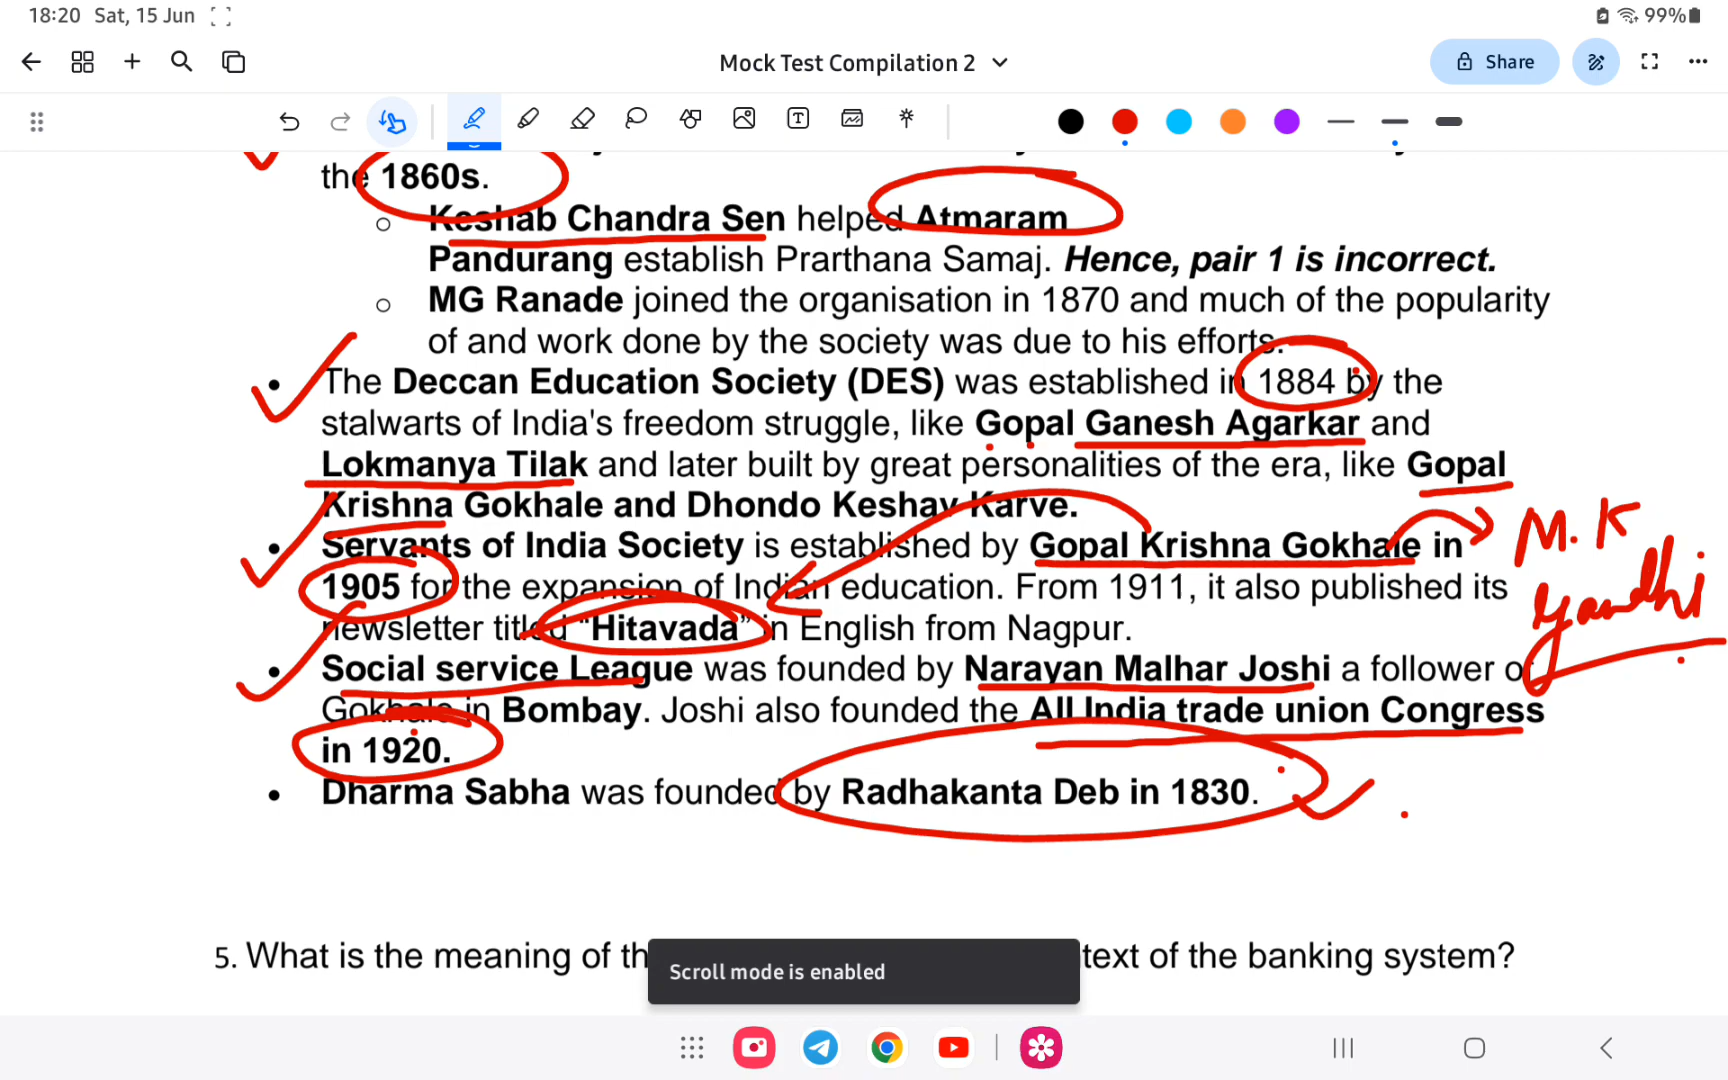 18:20 Sat, 15 Jun
99%
Mock Test Compilation 2
Share
the 1860s.
Keshab Chandra Sen helped Atmaram
Pandurang establish Prarthana Samaj. Hence, pair 1 is incorrect.
MG Ranade joined the organisation in 1870 and much of the popularity
of and work done by the society was due to his efforts.
The Deccan Education Society (DES) was established in 1884 by the
stalwarts of India's freedom struggle, like Gopal Ganesh Agarkar and
Lokmanya Tilak and later built by great personalities of the era, like Gopal
Krishna Gokhale and Dhondo Keshav Karve.
Servants of India Society is established by Gopal Krishna Gokhale in
1905 for the expansion of Indian education. From 1911, it also published its
newsletter titled "Hitavada" in English from Nagpur.
M.K
Gandhi
Social service League was founded by Narayan Malhar Joshi a follower of
Gokhale in Bombay. Joshi also founded the All India trade union Congress
in 1920.
Dharma Sabha was founded by Radhakanta Deb in 1830.
5. What is the meaning of text of the banking system?
Scroll mode is enabled